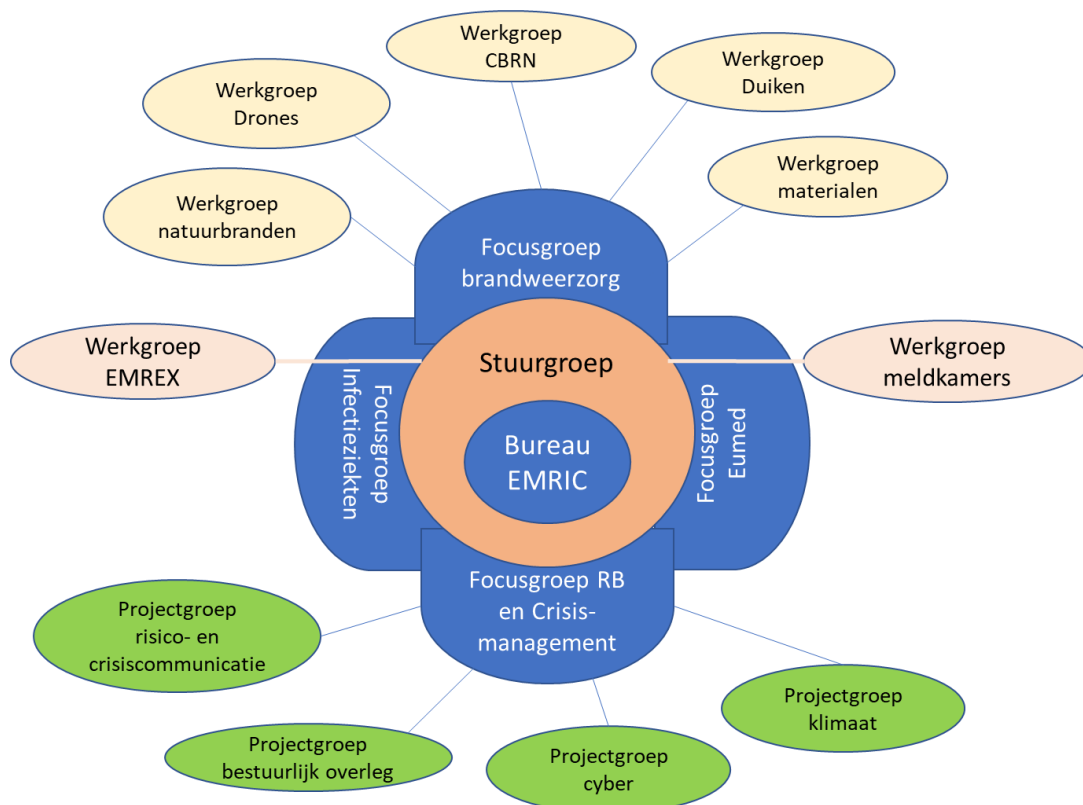 Werkgroep
CBRN
Werkgroep
Duiken
Werkgroep
Drones
Werkgroep
materialen
Werkgroep
natuurbranden
Focusgroep
brandweerzorg
Werkgroep
EMREX
Stuurgroep
Werkgroep
meldkamers
Focusgroep
Infectieziekten
Bureau
EMRIC
Focusgroep
Eumed
Focusgroep RB
en Crisis-
management
Projectgroep
risico- en
crisiscommunicatie
Projectgroep
klimaat
Projectgroep
bestuurlijk overleg
Projectgroep
cyber